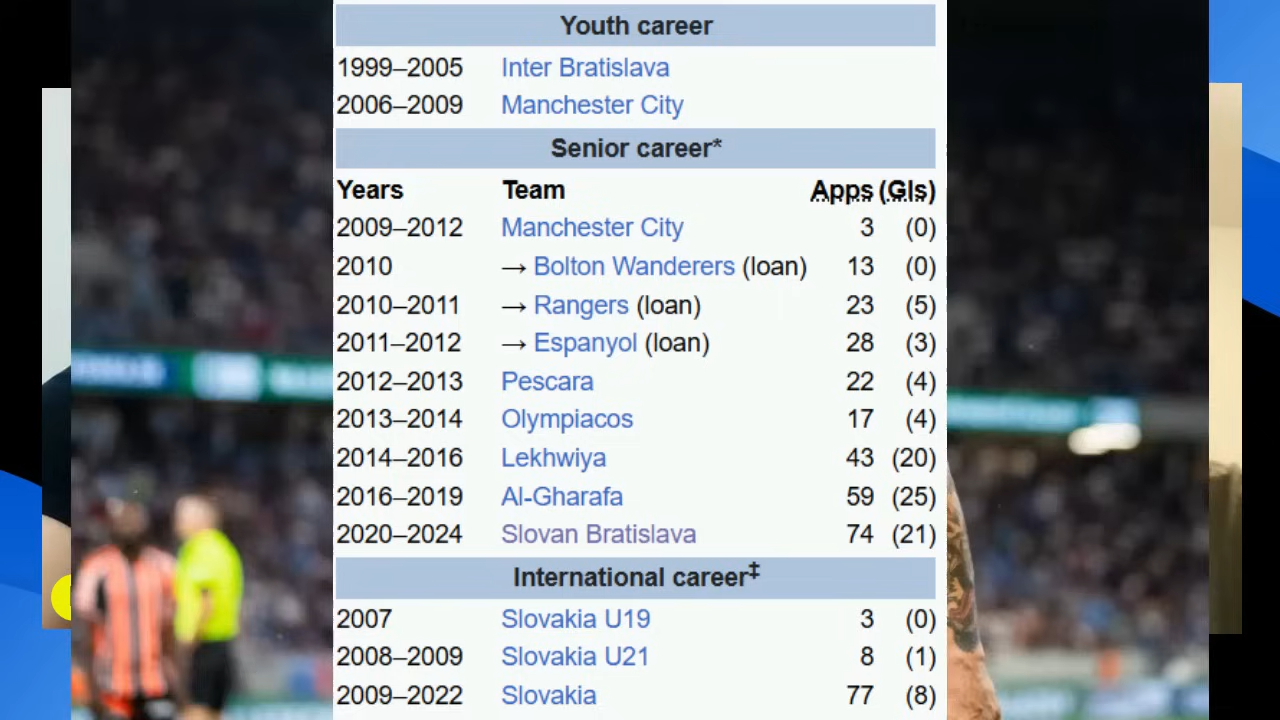 Youth career
1999–2005 Inter Bratislava
2006–2009 Manchester City
Senior career*
Years Team Apps (Gls)
2009–2012 Manchester City 3 (0)
2010 → Bolton Wanderers (loan) 13 (0)
2010–2011 → Rangers (loan) 23 (5)
2011–2012 → Espanyol (loan) 28 (3)
2012–2013 Pescara 22 (4)
2013–2014 Olympiacos 17 (4)
2014–2016 Lekhwiya 43 (20)
2016–2019 Al-Gharafa 59 (25)
2020–2024 Slovan Bratislava 74 (21)
International career‡
2007 Slovakia U19 3 (0)
2008–2009 Slovakia U21 8 (1)
2009–2022 Slovakia 77 (8)